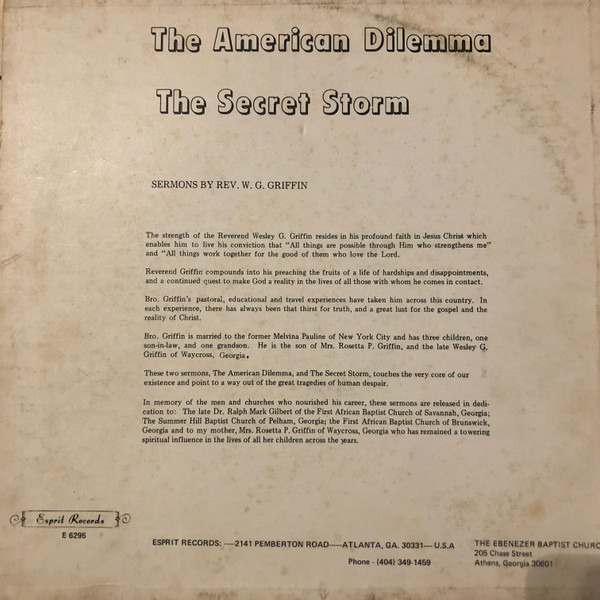 The American Dilemma
The Secret Storm
SERMONS BY REV. W. G. GRIFFIN
The strength of the Reverend Wesley G. Griffin resides in his profound faith in Jesus Christ which
enables him to live his conviction that "All things are possible through Him who strengthens me"
and "All things work together for the good of them who love the Lord.
Reverend Griffin compounds into his preaching the fruits of a life of hardships and disappointments,
and a continued quest to make God a reality in the lives of all those with whom he comes in contact.
Bro. Griffin's pastoral, educational and travel experiences have taken him across this country. In
each experience, there has always been that thirst for truth, and a great lust for the gospel and the
reality of Christ.
Bro. Griffin is married to the former Melvina Pauline of New York City and has three children, one
son-in-law, and one grandson. He is the son of Mrs. Rosetta P. Griffin, and the late Wesley G.
Griffin of Waycross, Georgia.
These two sermons, The American Dilemma, and The Secret Storm, touches the very core of our
existence and point to a way out of the great tragedies of human despair.
In memory of the men and churches who nourished his career, these sermons are released in dedi-
cation to: The late Dr. Ralph Mark Gilbert of the First African Baptist Church of Savannah, Georgia;
The Summer Hill Baptist Church of Pelham, Georgia; the First African Baptist Church of Brunswick,
Georgia and to my mother, Mrs. Rosetta P. Griffin of Waycross, Georgia who has remained a towering
spiritual influence in the lives of all her children across the years.
Esprit Records
E 6296
ESPRIT RECORDS: —2141 PEMBERTON ROAD—ATLANTA, GA. 30331—U.S.A
Phone - (404) 349-1459
THE EBENEZER BAPTIST CHURC
205 Chase Street
Athens, Georgia 30601